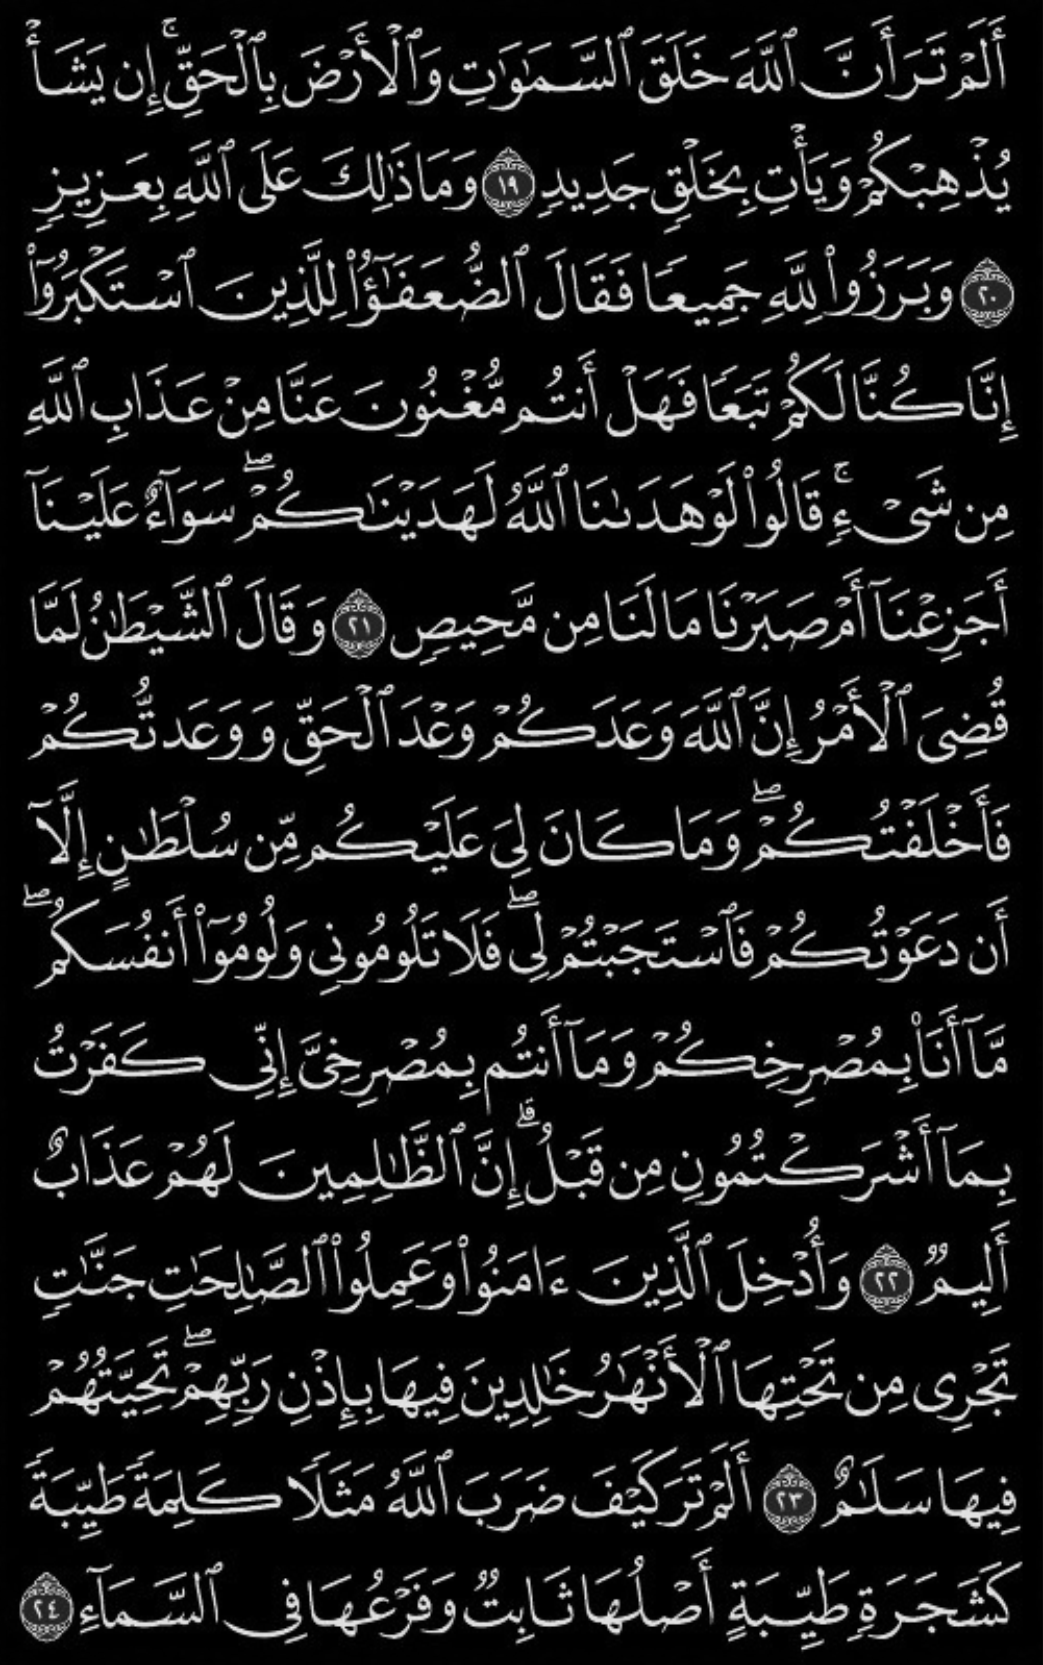 أَلَمْ تَرَ أَنَّ ٱللَّهَ خَلَقَ ٱلسَّمَـٰوَٰتِ وَٱلْأَرْضَ بِٱلْحَقِّ ۚ إِن يَشَأْ
يُذْهِبْكُمْ وَيَأْتِ بِخَلْقٍ جَدِيدٍ ١٩ وَمَا ذَٰلِكَ عَلَى ٱللَّهِ بِعَزِيزٍ
٢٠ وَبَرَزُوا۟ لِلَّهِ جَمِيعًا فَقَالَ ٱلضُّعَفَـٰٓؤُا۟ لِلَّذِينَ ٱسْتَكْبَرُوٓا۟
إِنَّا كُنَّا لَكُمْ تَبَعًا فَهَلْ أَنتُم مُّغْنُونَ عَنَّا مِنْ عَذَابِ ٱللَّهِ
مِن شَىْءٍ ۚ قَالُوا۟ لَوْ هَدَىٰنَا ٱللَّهُ لَهَدَيْنَـٰكُمْ ۖ سَوَآءٌ عَلَيْنَآ
أَجَزِعْنَآ أَمْ صَبَرْنَا مَا لَنَا مِن مَّحِيصٍ ٢١ وَقَالَ ٱلشَّيْطَـٰنُ لَمَّا
قُضِىَ ٱلْأَمْرُ إِنَّ ٱللَّهَ وَعَدَكُمْ وَعْدَ ٱلْحَقِّ وَوَعَدتُّكُمْ
فَأَخْلَفْتُكُمْ ۖ وَمَا كَانَ لِىَ عَلَيْكُم مِّن سُلْطَـٰنٍ إِلَّآ
أَن دَعَوْتُكُمْ فَٱسْتَجَبْتُمْ لِى ۖ فَلَا تَلُومُونِى وَلُومُوٓا۟ أَنفُسَكُم ۖ
مَّآ أَنَا۠ بِمُصْرِخِكُمْ وَمَآ أَنتُم بِمُصْرِخِىَّ إِنِّى كَفَرْتُ
بِمَآ أَشْرَكْتُمُونِ مِن قَبْلُ ۗ إِنَّ ٱلظَّـٰلِمِينَ لَهُمْ عَذَابٌ
أَلِيمٌ ٢٢ وَأُدْخِلَ ٱلَّذِينَ ءَامَنُوا۟ وَعَمِلُوا۟ ٱلصَّـٰلِحَـٰتِ جَنَّـٰتٍ
تَجْرِى مِن تَحْتِهَا ٱلْأَنْهَـٰرُ خَـٰلِدِينَ فِيهَا بِإِذْنِ رَبِّهِمْ ۖ تَحِيَّتُهُمْ
فِيهَا سَلَـٰمٌ ٢٣ أَلَمْ تَرَ كَيْفَ ضَرَبَ ٱللَّهُ مَثَلًا كَلِمَةً طَيِّبَةً
كَشَجَرَةٍ طَيِّبَةٍ أَصْلُهَا ثَابِتٌ وَفَرْعُهَا فِى ٱلسَّمَآءِ ٢٤